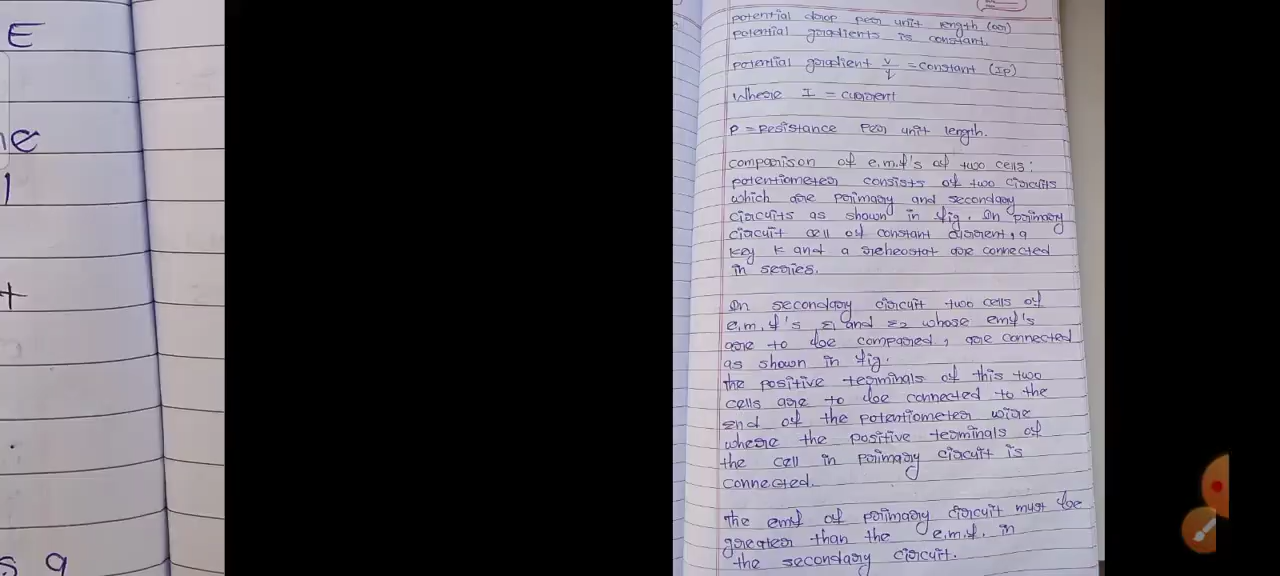 E
e
1
+
s a
potential drop per unit length (or)
potential gradients is constant.
potential gradient V/l = constant (Iρ)
Where I = current
ρ = Resistance Per unit length.
comparison of e.m.f's of two cells:
potentiometer consists of two circuits
which are primary and secondary
circuits as shown in fig. In primary
circuit cell of constant current, a
key K and a reheostat are connected
in series.
In secondary circuit two cells of
e.m.f's ε1 and ε2 whose emf's
are to be compared, are connected
as shown in fig.
the positive terminals of this two
cells are to be connected to the
end of the potentiometer wire
where the positive terminals of
the cell in primary circuit is
connected.
The emf of primary circuit must be
greater than the e.m.f. in
the secondary circuit.